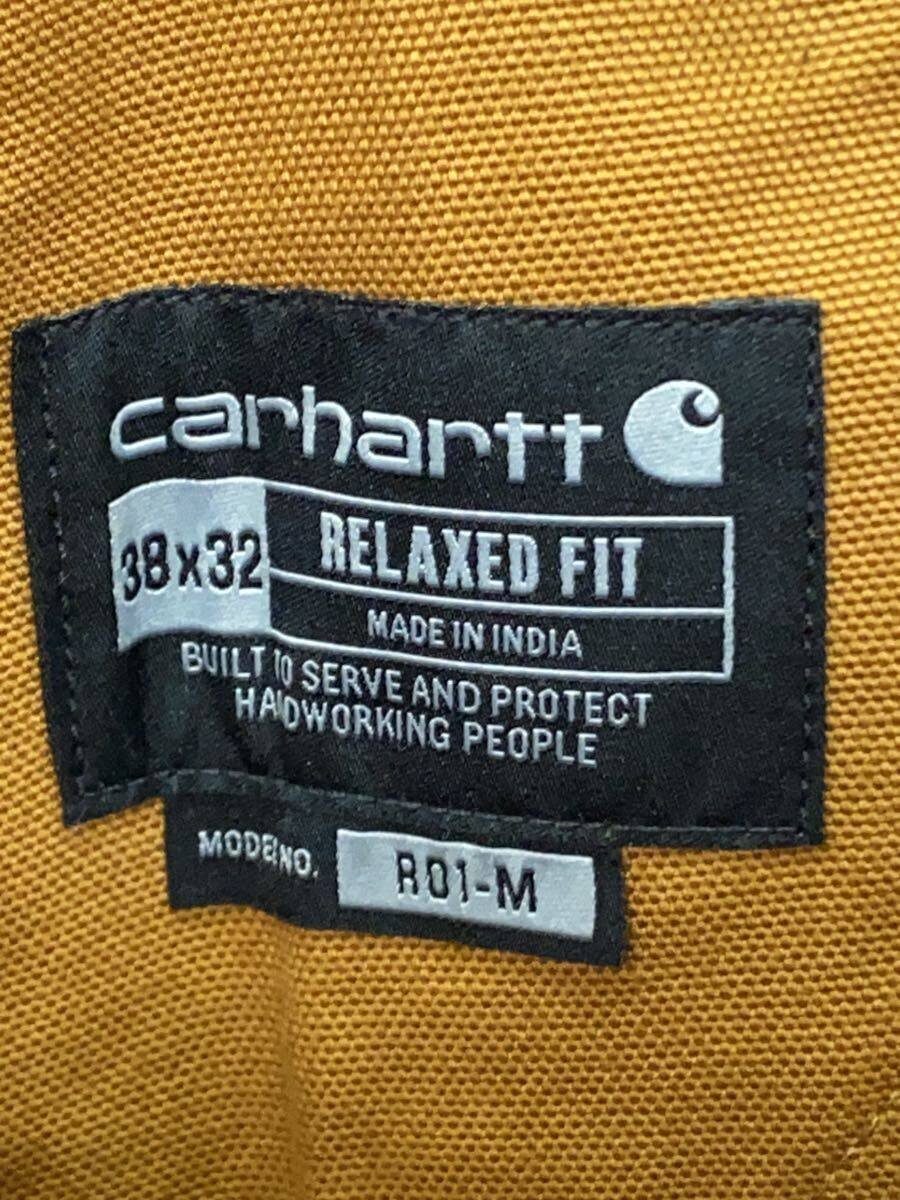 carhartt
38x32
RELAXED FIT
MADE IN INDIA
BUILT TO SERVE AND PROTECT
HARDWORKING PEOPLE
MODEL NO.
R01-M